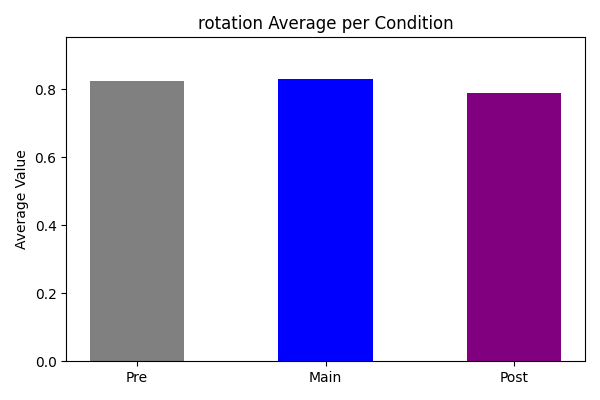 rotation Average per Condition
Average Value
0.8
0.6
0.4
0.2
0.0
Pre
Main
Post